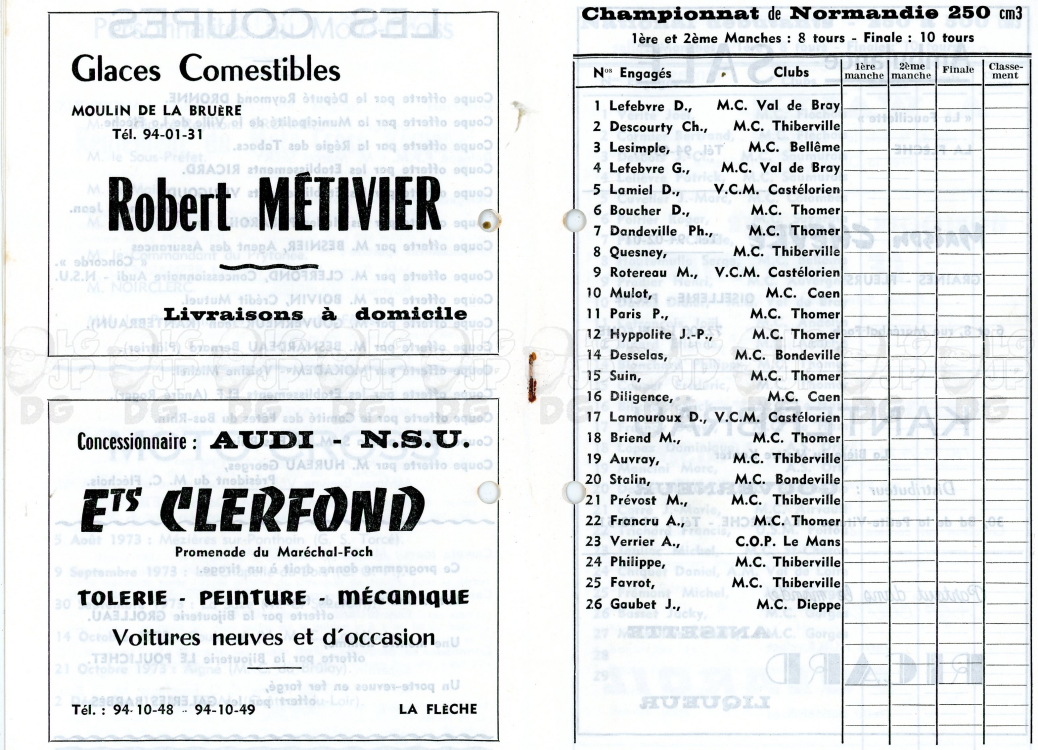 Glaces Comestibles
MOULIN DE LA BRUÈRE
Tél. 94-01-31
Robert MÉTIVIER
Livraisons à domicile
Concessionnaire : AUDI - N.S.U.
ETS CLERFOND
Promenade du Maréchal-Foch
TOLERIE - PEINTURE - MÉCANIQUE
Voitures neuves et d'occasion
Tél. : 94-10-48 - 94-10-49 LA FLÈCHE
Championnat de Normandie 250 cm3
1ère et 2ème Manches : 8 tours - Finale : 10 tours
Nos Engagés Clubs 1ère manche 2ème manche Finale Classe-ment
1 Lefebvre D., M.C. Val de Bray
2 Descourty Ch., M.C. Thiberville
3 Lesimple, M.C. Bellême
4 Lefebvre G., M.C. Val de Bray
5 Lamiel D., V.C.M. Castélorien
6 Boucher D., M.C. Thomer
7 Dandeville Ph., M.C. Thomer
8 Quesney, M.C. Thiberville
9 Rotereau M., V.C.M. Castélorien
10 Mulot, M.C. Caen
11 Paris P., M.C. Thomer
12 Hyppolite J.-P., M.C. Thomer
14 Desselas, M.C. Bondeville
15 Suin, M.C. Thomer
16 Diligence, M.C. Caen
17 Lamouroux D., V.C.M. Castélorien
18 Briend M., M.C. Thomer
19 Auvray, M.C. Thiberville
20 Stalin, M.C. Bondeville
21 Prévost M., M.C. Thiberville
22 Francru A., M.C. Thomer
23 Verrier A., C.O.P. Le Mans
24 Philippe, M.C. Thiberville
25 Favrot, M.C. Thiberville
26 Gaubet J., M.C. Dieppe